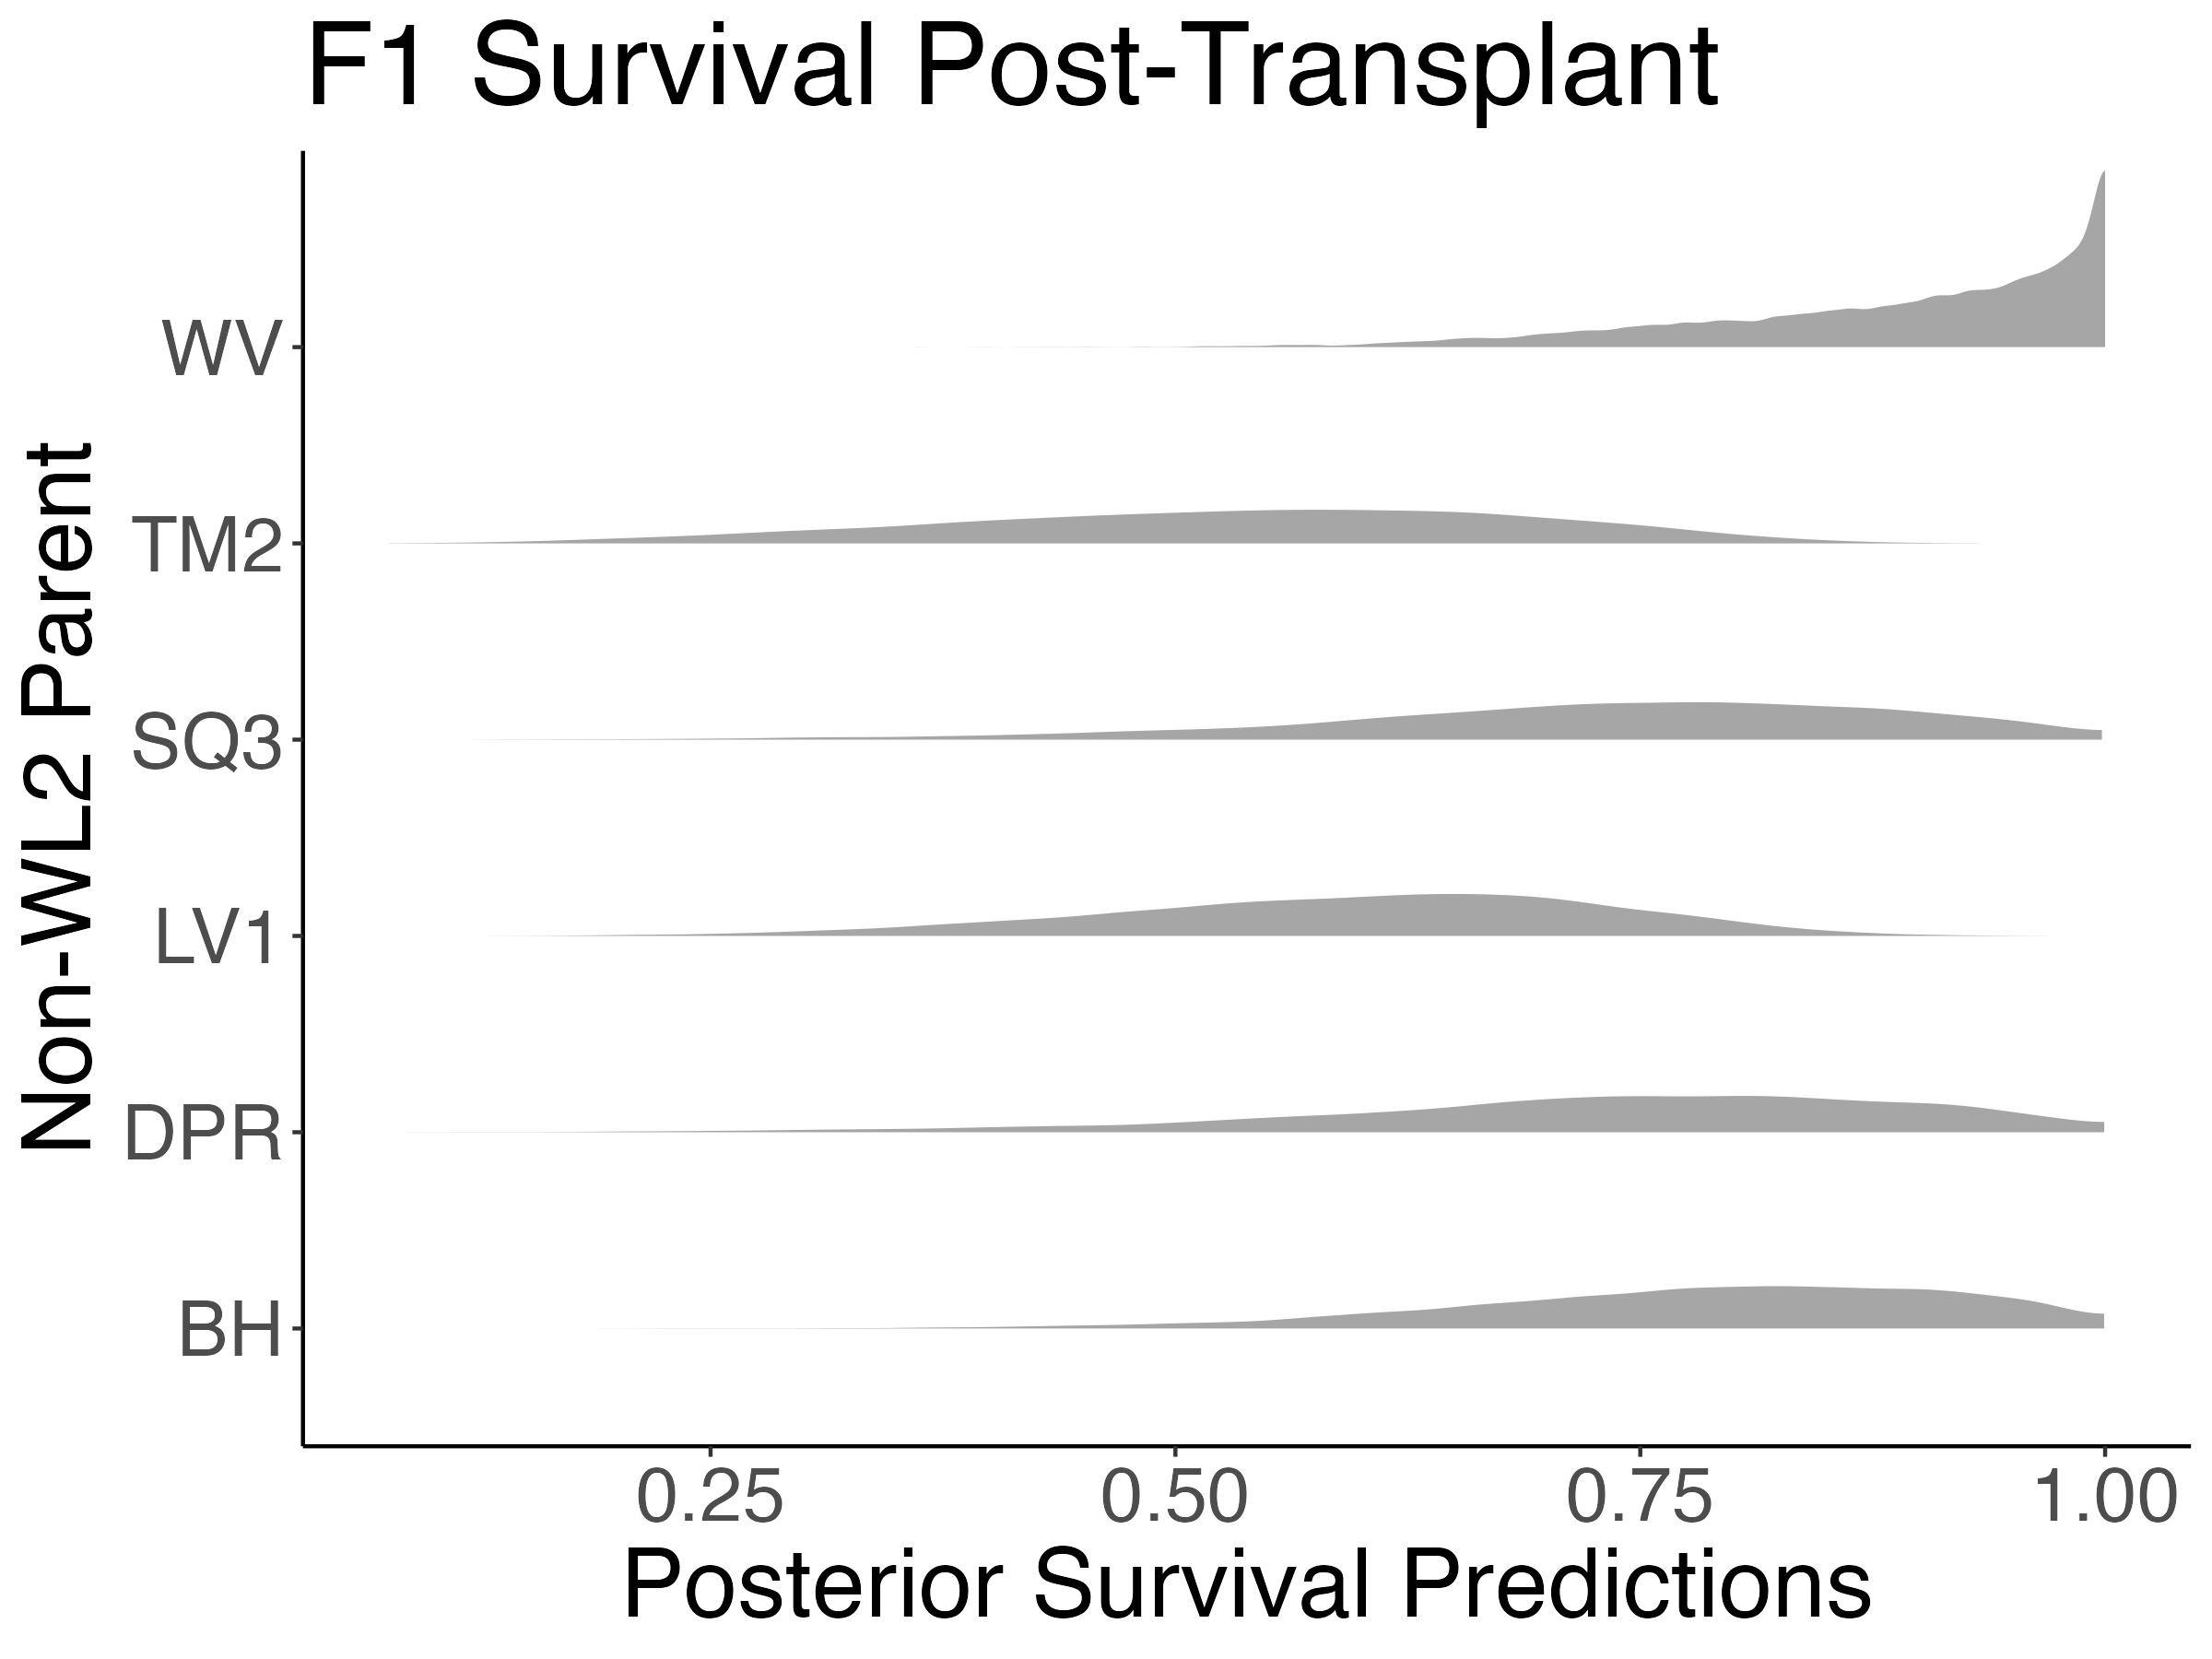 F1 Survival Post-Transplant
Non-WL2 Parent
WV
TM2
SQ3
LV1
DPR
BH
0.25 0.50 0.75 1.00
Posterior Survival Predictions